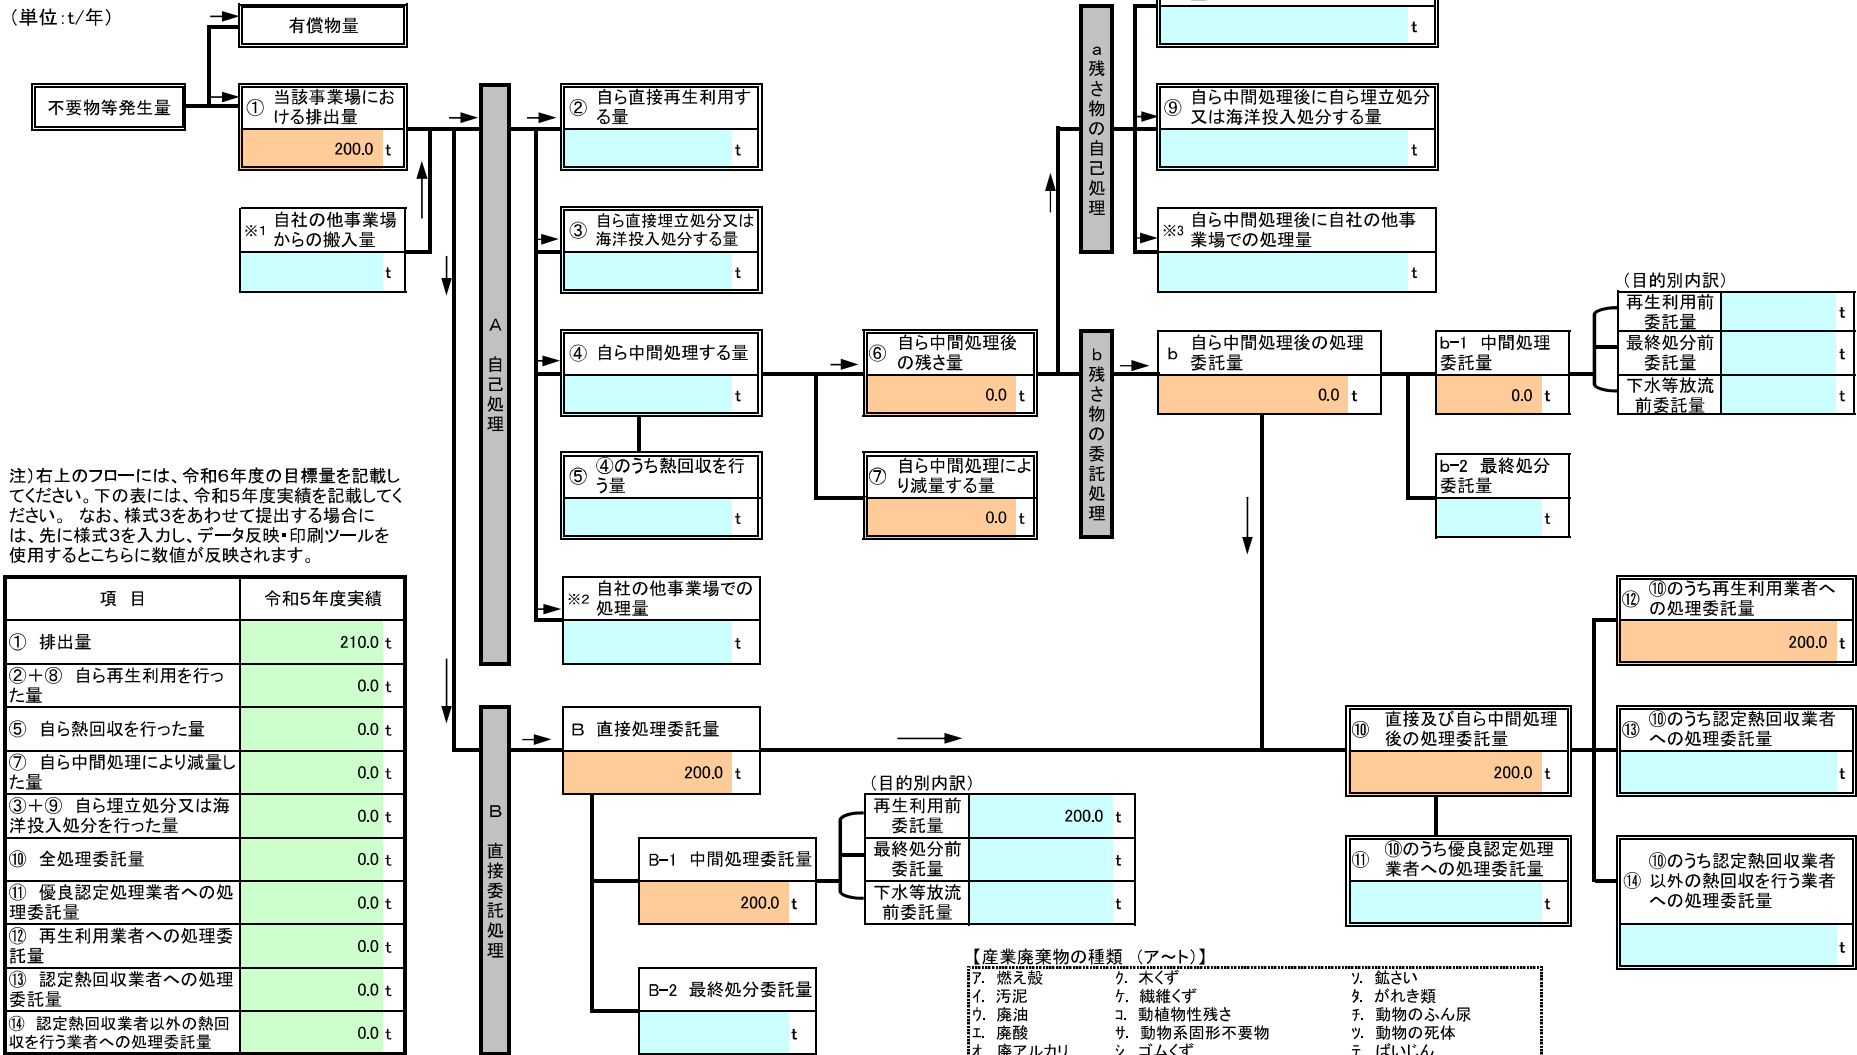 （単位：t/年）
有償物量
不要物等発生量
① 当該事業場にお
ける排出量
200.0 t
※1 自社の他事業場
からの搬入量
t
A 自己処理
② 自ら直接再生利用す
る量
t
③ 自ら直接埋立処分又は
海洋投入処分する量
t
④ 自ら中間処理する量
t
⑤ ④のうち熱回収を行
う量
t
※2 自社の他事業場での
処理量
t
⑥ 自ら中間処理後
の残さ量
0.0 t
⑦ 自ら中間処理によ
り減量する量
0.0 t
a 残さ物の自己処理
t
⑨ 自ら中間処理後に自ら埋立処分
又は海洋投入処分する量
t
※3 自ら中間処理後に自社の他事
業場での処理量
t
b 残さ物の委託処理
b 自ら中間処理後の処理
委託量
0.0 t
b-1 中間処理
委託量
0.0 t
b-2 最終処分
委託量
t
（目的別内訳）
再生利用前
委託量
t
最終処分前
委託量
t
下水等放流
前委託量
t
注）右上のフローには、令和６年度の目標量を記載し
てください。下の表には、令和５年度実績を記載してく
ださい。 なお、様式３をあわせて提出する場合に
は、先に様式３を入力し、データ反映・印刷ツールを
使用するとこちらに数値が反映されます。
項 目 令和５年度実績
① 排出量 210.0 t
②＋⑧ 自ら再生利用を行っ
た量 0.0 t
⑤ 自ら熱回収を行った量 0.0 t
⑦ 自ら中間処理により減量し
た量 0.0 t
③＋⑨ 自ら埋立処分又は海
洋投入処分を行った量 0.0 t
⑩ 全処理委託量 0.0 t
⑪ 優良認定処理業者への処
理委託量 0.0 t
⑫ 再生利用業者への処理委
託量 0.0 t
⑬ 認定熱回収業者への処理
委託量 0.0 t
⑭ 認定熱回収業者以外の熱回
収を行う業者への処理委託量 0.0 t
B 直接委託処理
B 直接処理委託量
200.0 t
B-1 中間処理委託量
200.0 t
B-2 最終処分委託量
t
（目的別内訳）
再生利用前
委託量
200.0 t
最終処分前
委託量
t
下水等放流
前委託量
t
⑩ 直接及び自ら中間処理
後の処理委託量
200.0 t
⑪ ⑩のうち優良認定処理
業者への処理委託量
t
⑫ ⑩のうち再生利用業者へ
の処理委託量
200.0 t
⑬ ⑩のうち認定熱回収業者
への処理委託量
t
⑭ ⑩のうち認定熱回収業者
以外の熱回収を行う業者
への処理委託量
t
【産業廃棄物の種類 （ア～ト）】
ア. 燃え殻 ク. 木くず ソ. 鉱さい
イ. 汚泥 ケ. 繊維くず タ. がれき類
ウ. 廃油 コ. 動植物性残さ チ. 動物のふん尿
エ. 廃酸 サ. 動物系固形不要物 ツ. 動物の死体
オ. 廃アルカリ シ. ゴムくず テ. ばいじん